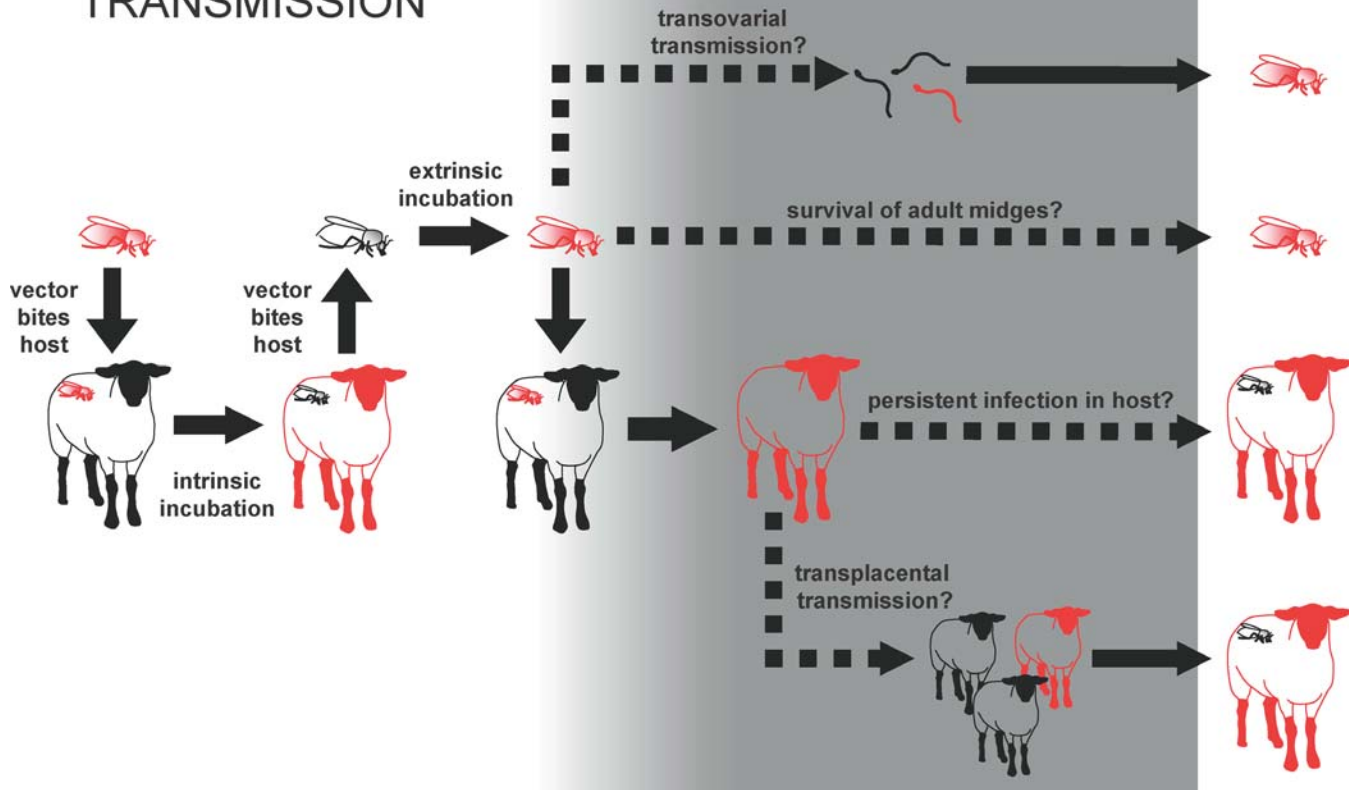 TRANSMISSION
transovarial
transmission?
extrinsic
incubation
survival of adult midges?
vector
bites
host
vector
bites
host
persistent infection in host?
intrinsic
incubation
transplacental
transmission?